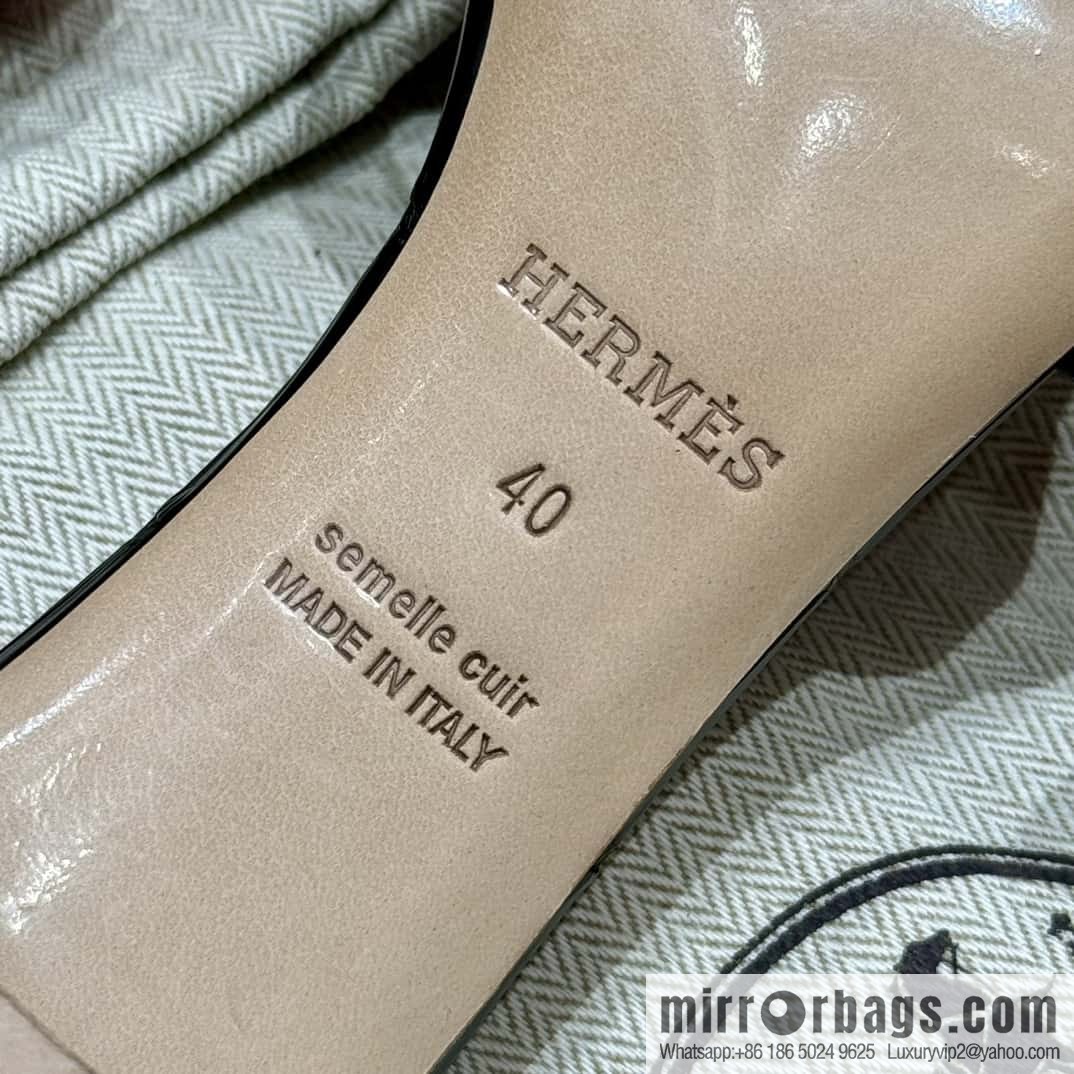 HERMÈS
40
semelle cuir
MADE IN ITALY
mirrorbags.com
Whatsapp:+86 186 5024 9625 Luxuryvip2@yahoo.com